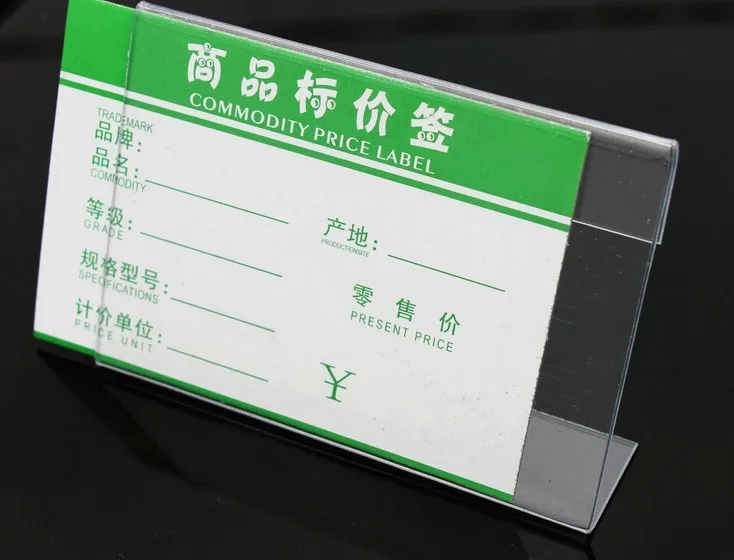 商品标价签
COMMODITY PRICE LABEL
TRADEMARK
品牌:
品名:
COMMODITY
等级:
GRADE
产地:
PRODUCTIONSITE
规格型号:
SPECIFICATIONS
零售价
PRESENT PRICE
计价单位:
PRICE UNIT
¥